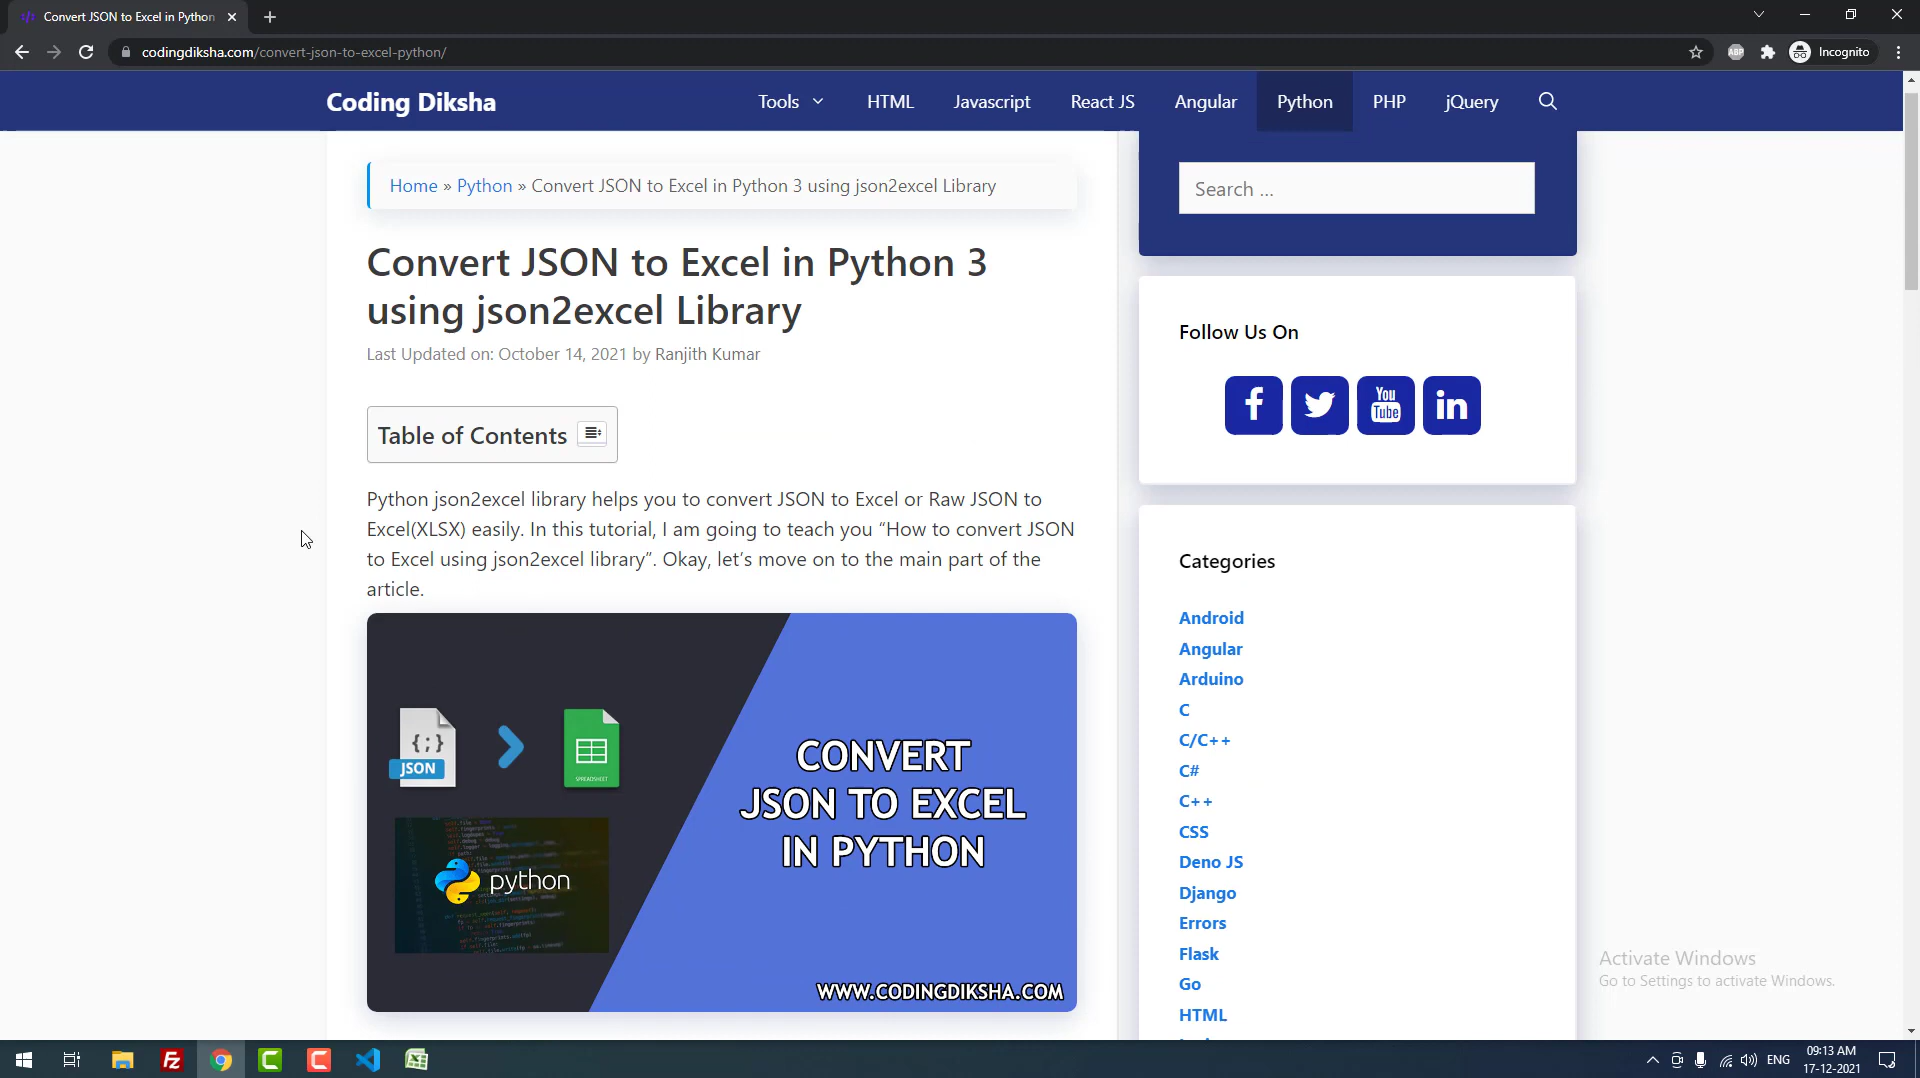 Convert JSON to Excel in Python
codingdiksha.com/convert-json-to-excel-python/
ABP
Incognito
Coding Diksha
Tools
HTML
Javascript
React JS
Angular
Python
PHP
jQuery
Home » Python » Convert JSON to Excel in Python 3 using json2excel Library
Convert JSON to Excel in Python 3
using json2excel Library
Last Updated on: October 14, 2021 by Ranjith Kumar
Table of Contents
Python json2excel library helps you to convert JSON to Excel or Raw JSON to
Excel(XLSX) easily. In this tutorial, I am going to teach you “How to convert JSON
to Excel using json2excel library”. Okay, let’s move on to the main part of the
article.
{;}
JSON
SPREADSHEET
python
CONVERT
JSON TO EXCEL
IN PYTHON
WWW.CODINGDIKSHA.COM
Search ...
Follow Us On
You
Tube
in
Categories
Android
Angular
Arduino
C
C/C++
C#
C++
CSS
Deno JS
Django
Errors
Flask
Go
HTML
Activate Windows
Go to Settings to activate Windows.
Fz
ENG
09:13 AM
17-12-2021